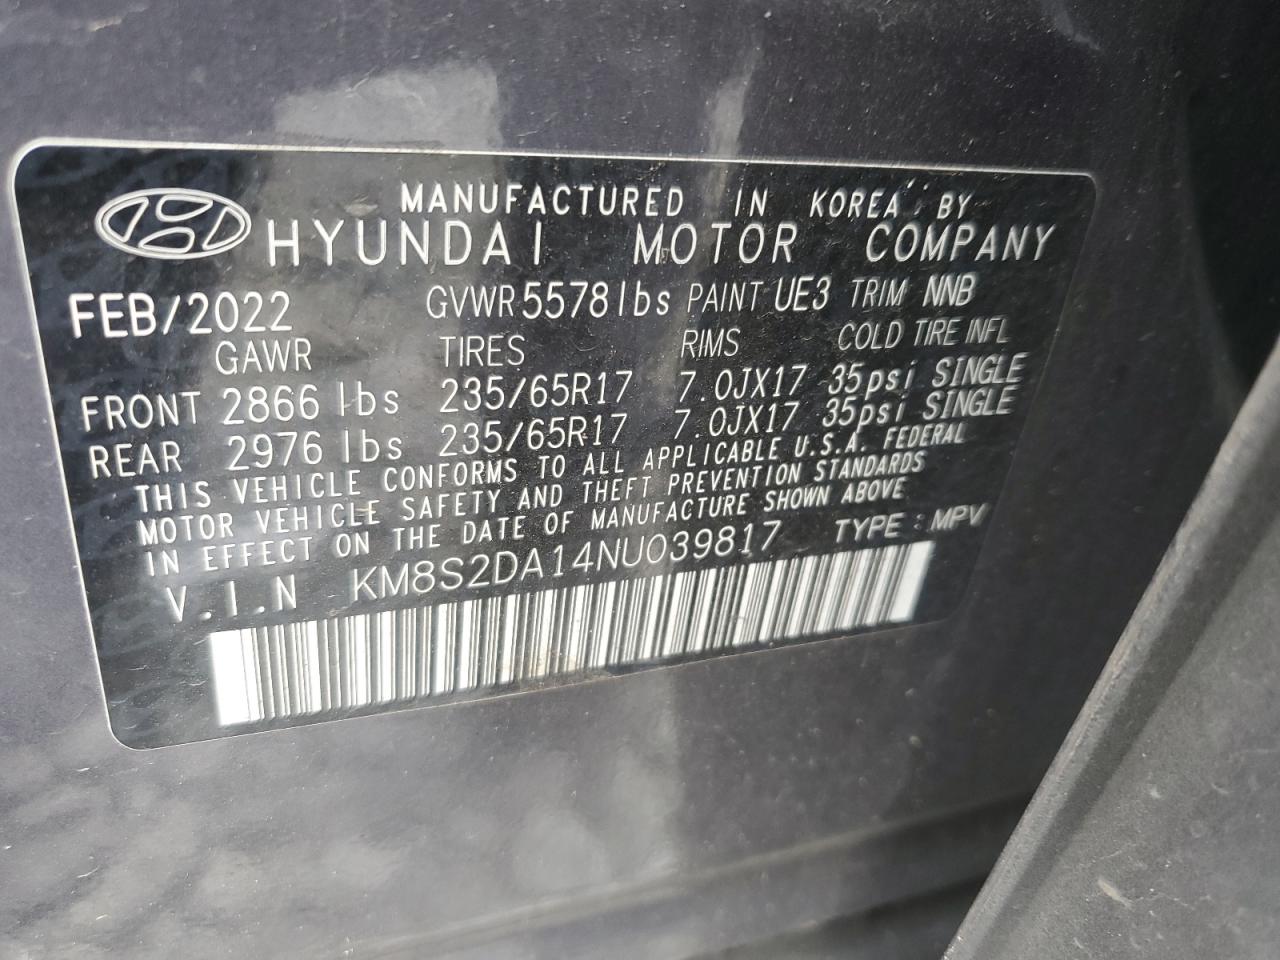 MANUFACTURED IN KOREA BY
HYUNDAI MOTOR COMPANY
FEB/2022 GVWR 5578lbs PAINT UE3 TRIM NNB
GAWR TIRES RIMS COLD TIRE INFL
FRONT 2866 lbs 235/65R17 7.0JX17 35psi SINGLE
REAR 2976 lbs 235/65R17 7.0JX17 35psi SINGLE
THIS VEHICLE CONFORMS TO ALL APPLICABLE U.S.A. FEDERAL
MOTOR VEHICLE SAFETY AND THEFT PREVENTION STANDARDS
IN EFFECT ON THE DATE OF MANUFACTURE SHOWN ABOVE
V.I.N KM8S2DA14NU039817 TYPE : MPV